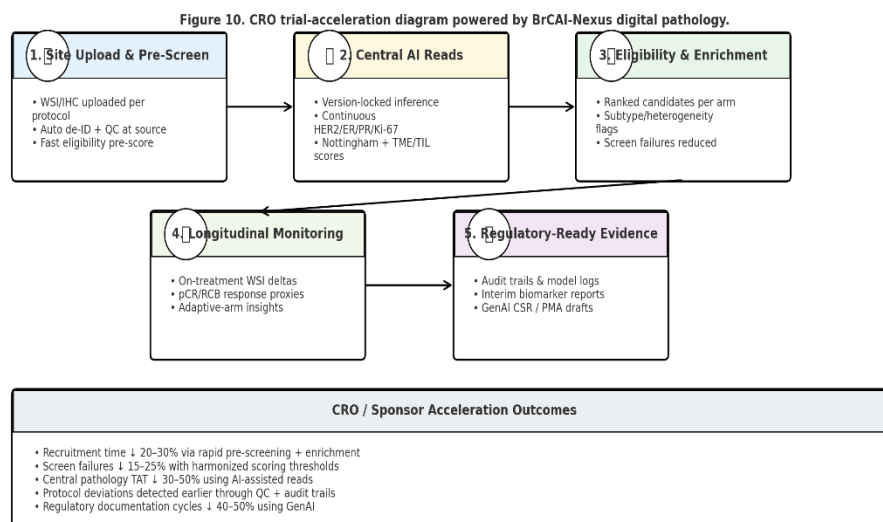 Figure 10. CRO trial-acceleration diagram powered by BrCAI-Nexus digital pathology.
1. Site Upload & Pre-Screen
• WSI/IHC uploaded per
protocol
• Auto de-ID + QC at source
• Fast eligibility pre-score
2. Central AI Reads
• Version-locked inference
• Continuous
HER2/ER/PR/Ki-67
• Nottingham + TME/TIL
scores
3. Eligibility & Enrichment
• Ranked candidates per arm
• Subtype/heterogeneity
flags
• Screen failures reduced
4. Longitudinal Monitoring
• On-treatment WSI deltas
• pCR/RCB response proxies
• Adaptive-arm insights
5. Regulatory-Ready Evidence
• Audit trails & model logs
• Interim biomarker reports
• GenAI CSR / PMA drafts
CRO / Sponsor Acceleration Outcomes
• Recruitment time ↓ 20–30% via rapid pre-screening + enrichment
• Screen failures ↓ 15–25% with harmonized scoring thresholds
• Central pathology TAT ↓ 30–50% using AI-assisted reads
• Protocol deviations detected earlier through QC + audit trails
• Regulatory documentation cycles ↓ 40–50% using GenAI